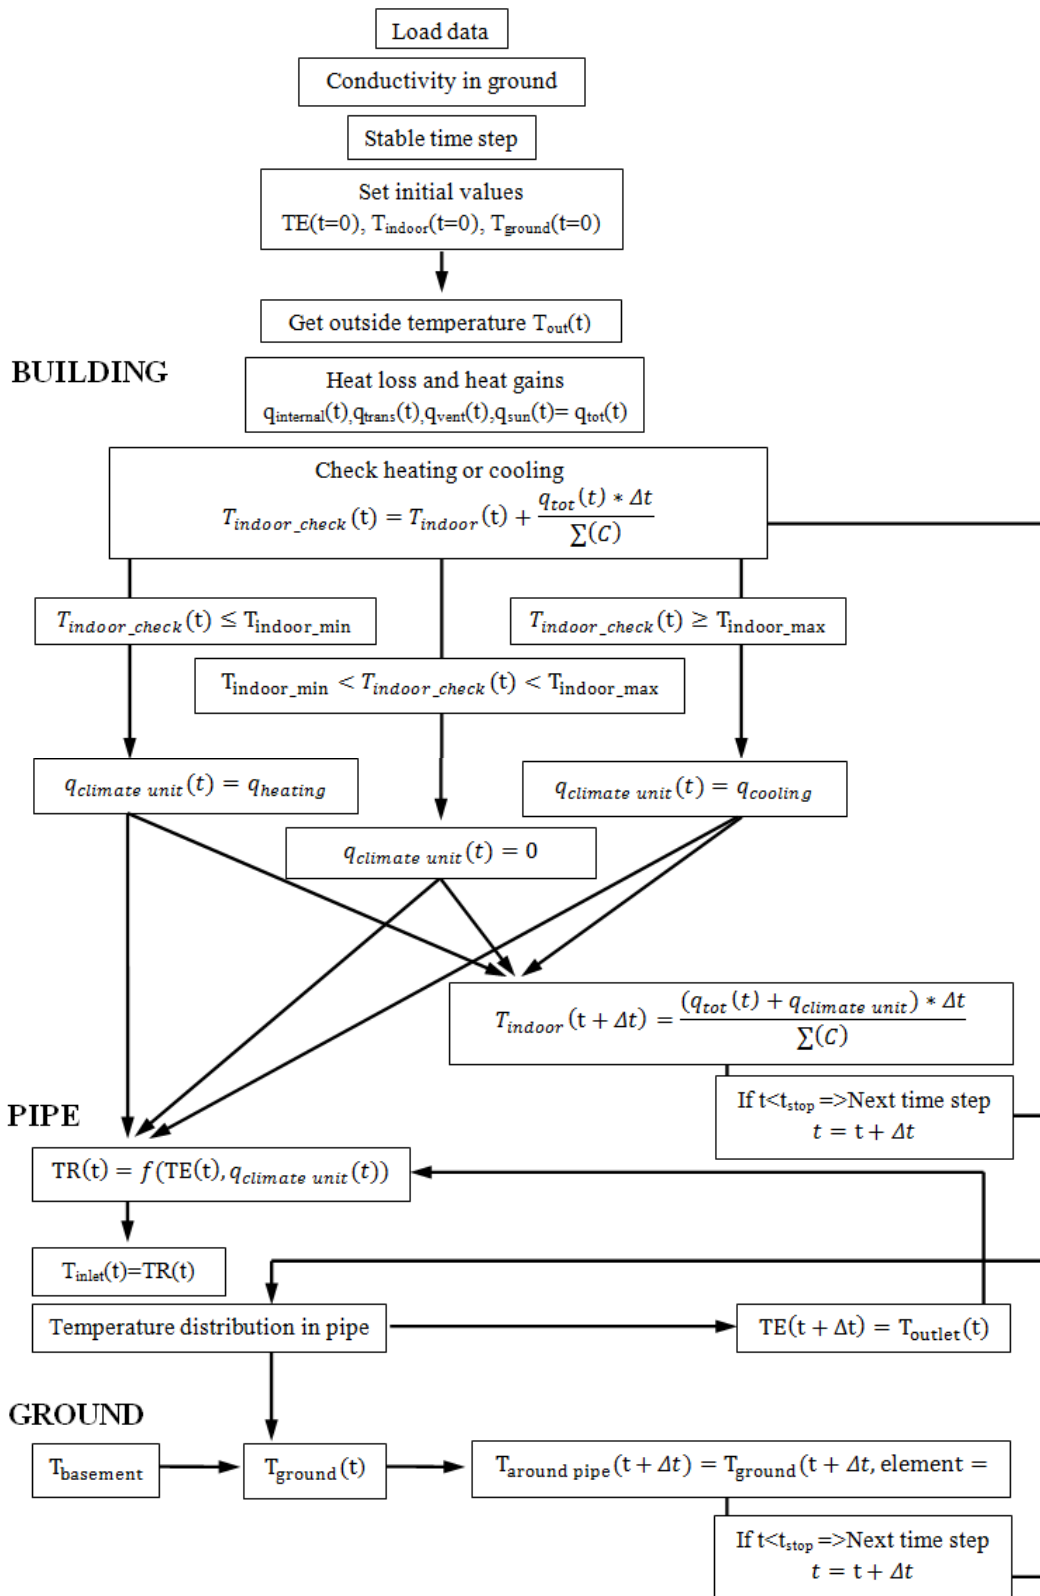 Load data
Conductivity in ground
Stable time step
Set initial values
TE(t=0), T_indoor(t=0), T_ground(t=0)
Get outside temperature T_out(t)
BUILDING
Heat loss and heat gains
q_internal(t),q_trans(t),q_vent(t),q_sun(t)= q_tot(t)
Check heating or cooling
T_indoor_check(t) = T_indoor(t) + q_tot(t) * Δt / ∑(C)
T_indoor_check(t) ≤ T_indoor_min
T_indoor_check(t) ≥ T_indoor_max
T_indoor_min < T_indoor_check(t) < T_indoor_max
q_climate unit(t) = q_heating
q_climate unit(t) = q_cooling
q_climate unit(t) = 0
T_indoor(t + Δt) = (q_tot(t) + q_climate unit) * Δt / ∑(C)
If t<t_stop =>Next time step
t = t + Δt
PIPE
TR(t) = f(TE(t), q_climate unit(t))
T_inlet(t)=TR(t)
Temperature distribution in pipe
TE(t + Δt) = T_outlet(t)
GROUND
T_basement
T_ground(t)
T_around pipe(t + Δt) = T_ground(t + Δt, element =
If t<t_stop =>Next time step
t = t + Δt